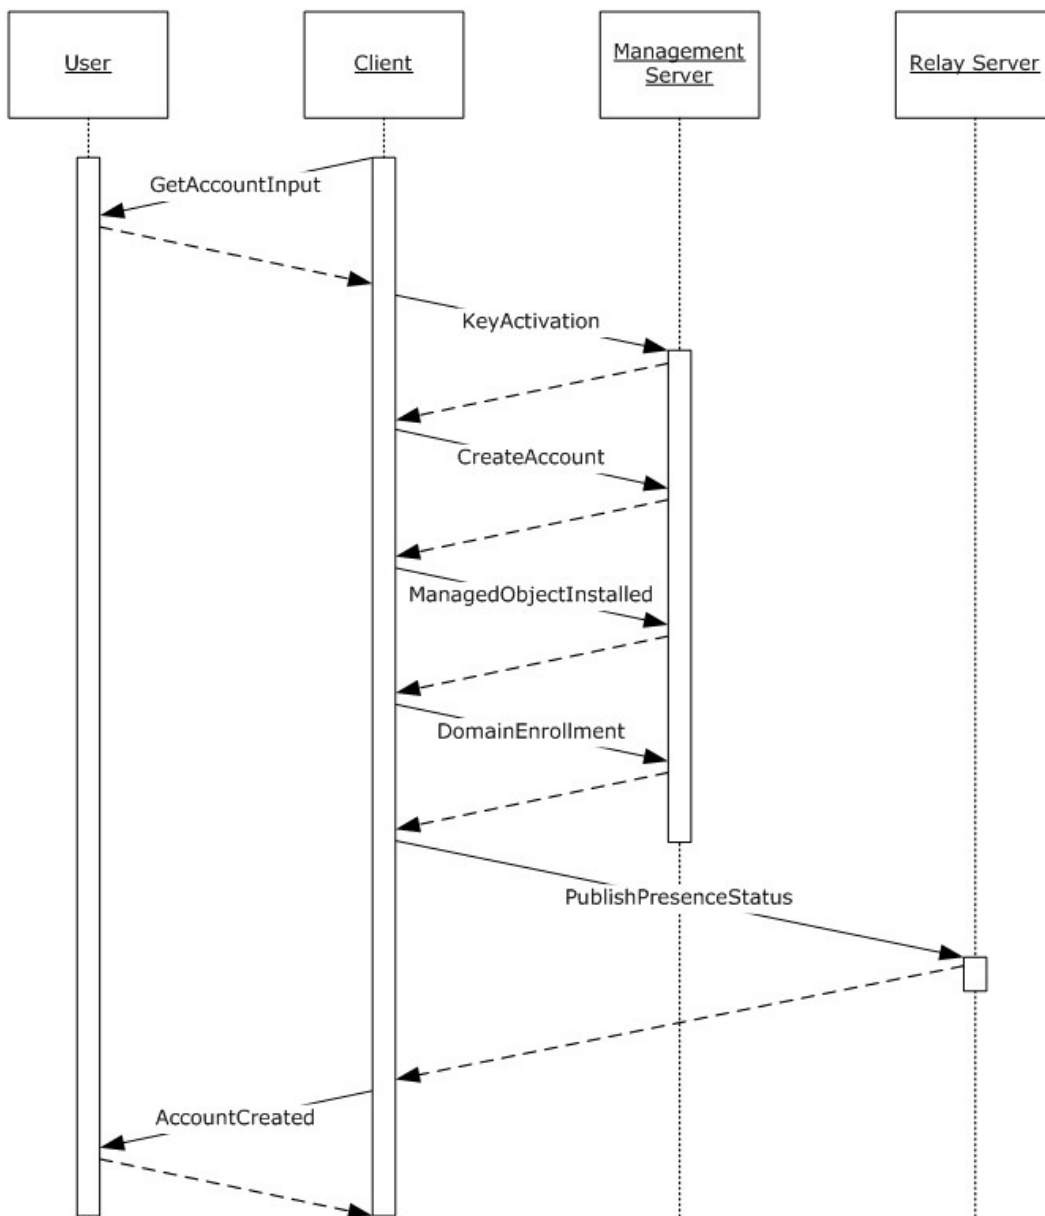 User
Client
Management
Server
Relay Server
GetAccountInput
KeyActivation
CreateAccount
ManagedObjectInstalled
DomainEnrollment
PublishPresenceStatus
AccountCreated